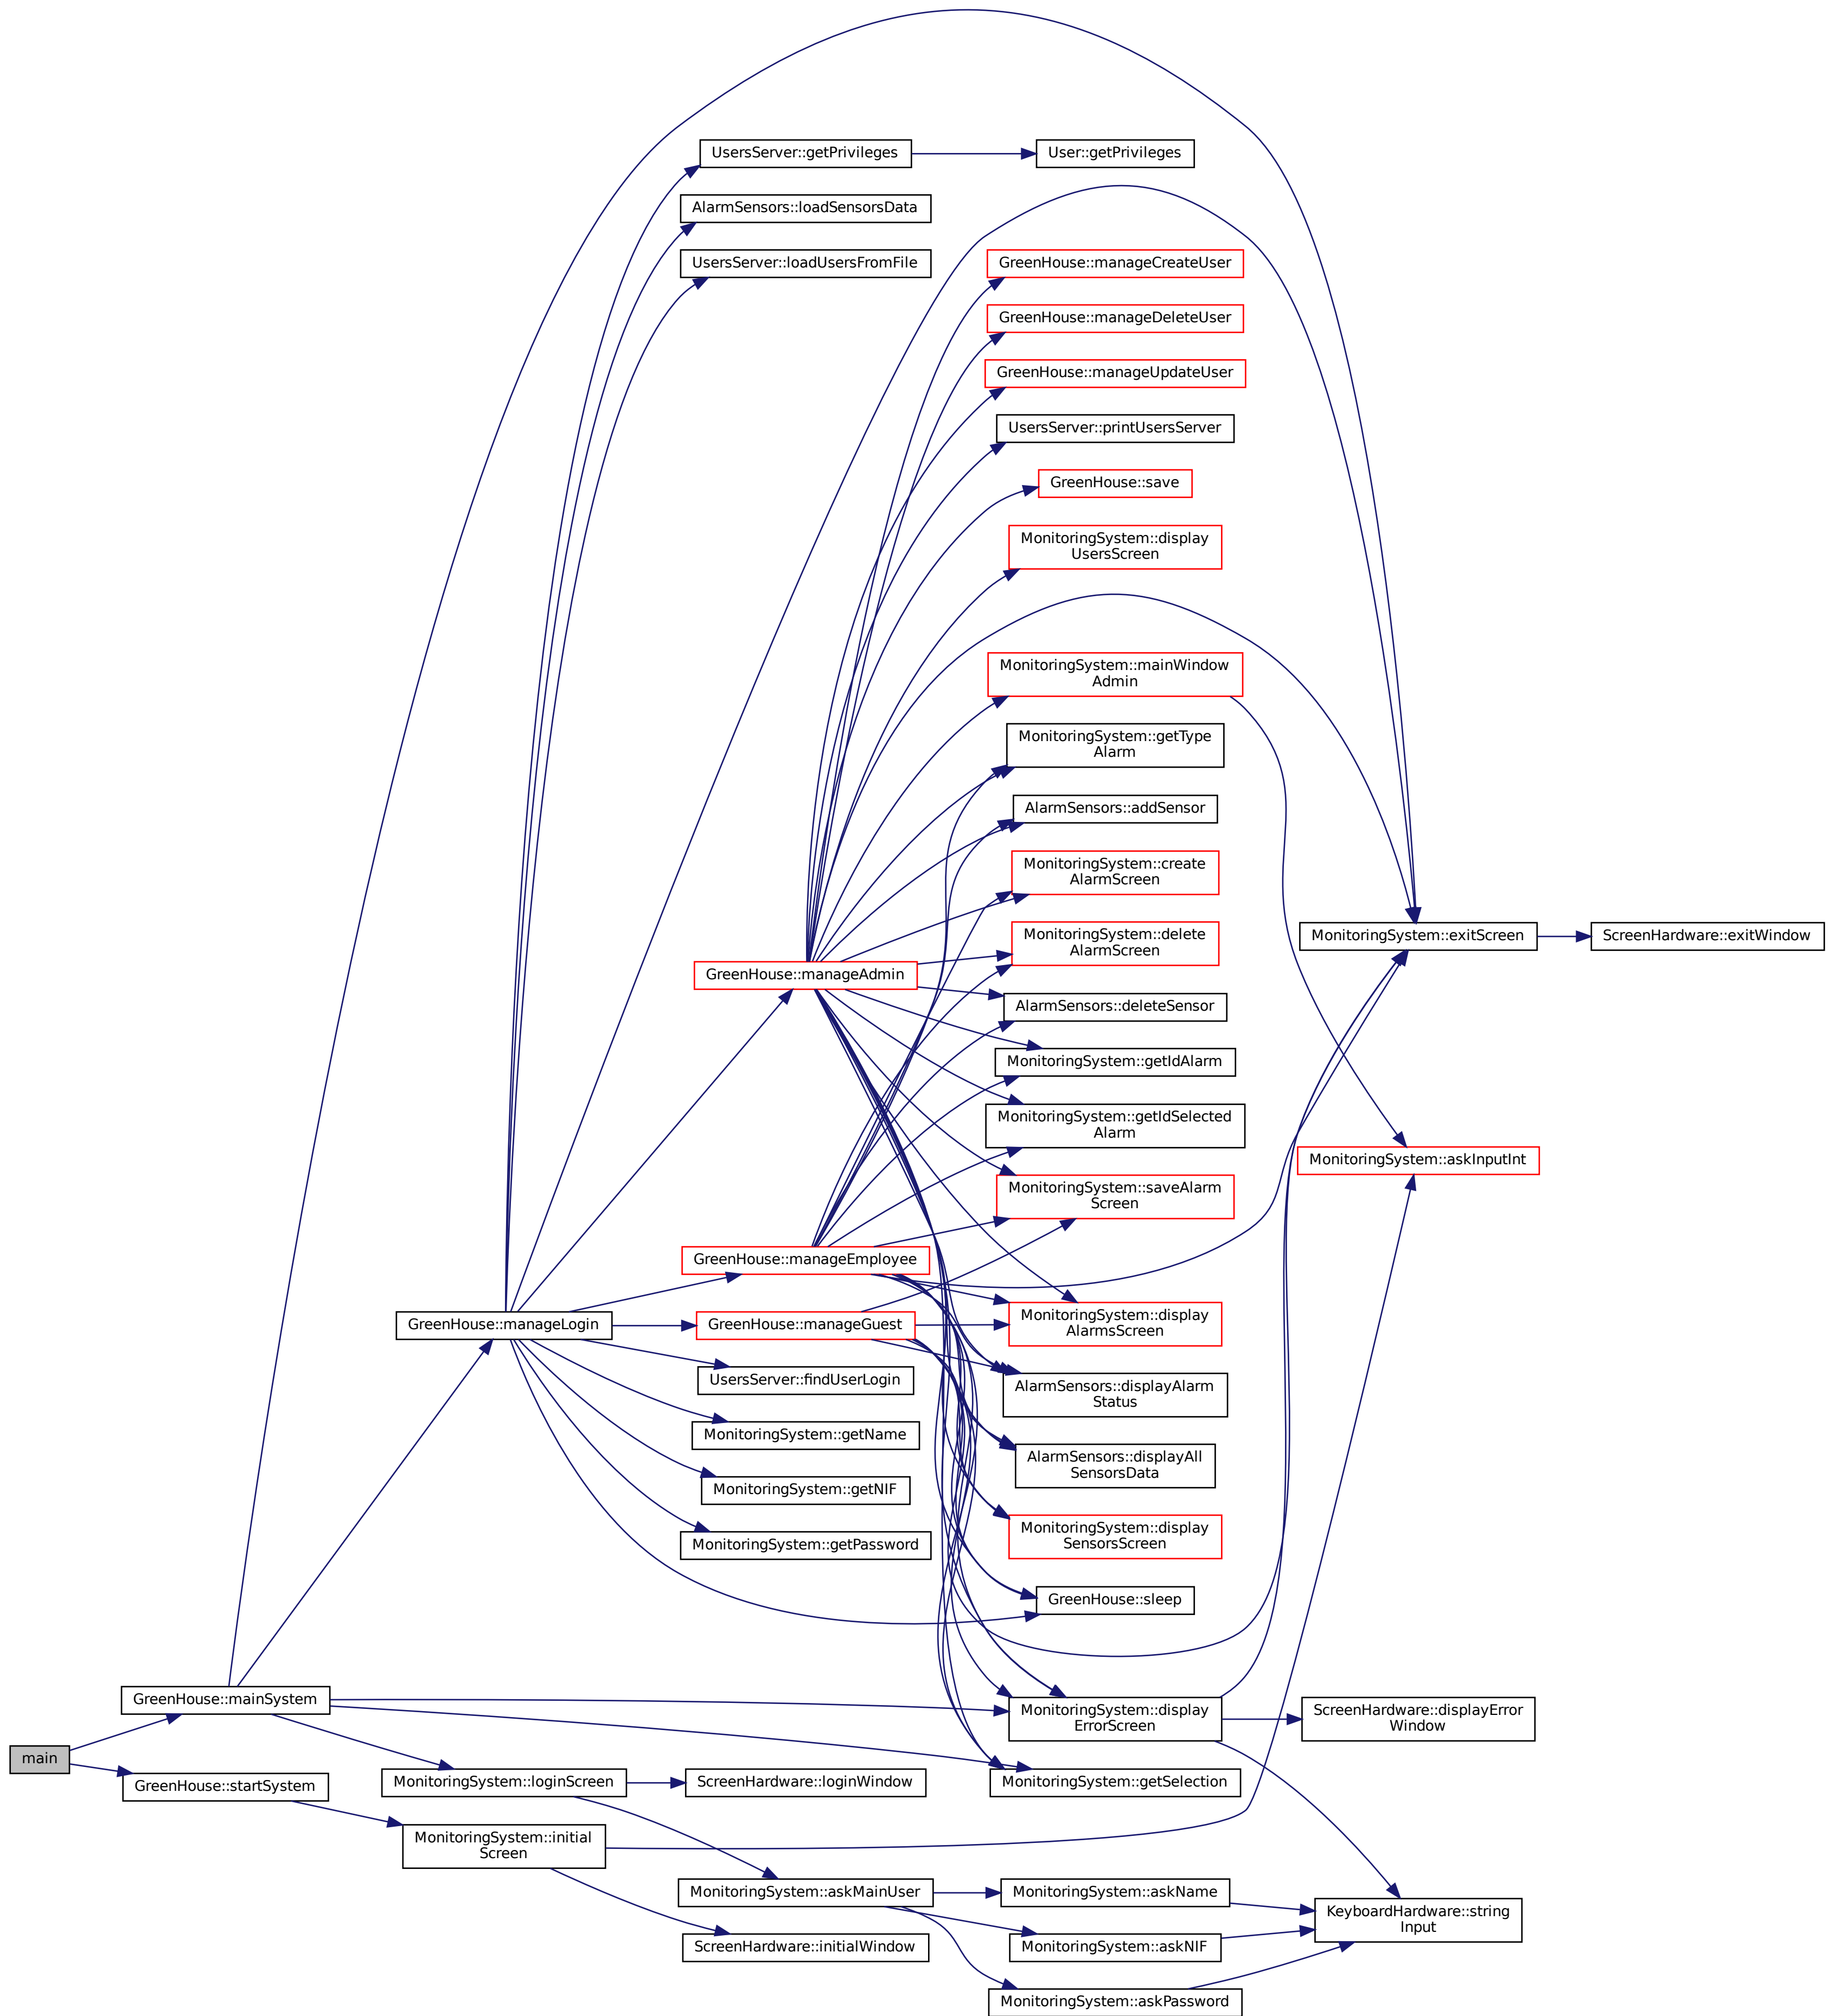 UsersServer::getPrivileges
User::getPrivileges
AlarmSensors::loadSensorsData
UsersServer::loadUsersFromFile
GreenHouse::manageCreateUser
GreenHouse::manageDeleteUser
GreenHouse::manageUpdateUser
UsersServer::printUsersServer
GreenHouse::save
MonitoringSystem::display
UsersScreen
MonitoringSystem::mainWindow
Admin
MonitoringSystem::getType
Alarm
AlarmSensors::addSensor
MonitoringSystem::create
AlarmScreen
MonitoringSystem::delete
AlarmScreen
MonitoringSystem::exitScreen
ScreenHardware::exitWindow
GreenHouse::manageAdmin
AlarmSensors::deleteSensor
MonitoringSystem::getIdAlarm
MonitoringSystem::getIdSelected
Alarm
MonitoringSystem::askInputInt
MonitoringSystem::saveAlarm
Screen
GreenHouse::manageEmployee
GreenHouse::manageLogin
GreenHouse::manageGuest
MonitoringSystem::display
AlarmsScreen
UsersServer::findUserLogin
AlarmSensors::displayAlarm
Status
MonitoringSystem::getName
AlarmSensors::displayAll
SensorsData
MonitoringSystem::getNIF
MonitoringSystem::display
SensorsScreen
MonitoringSystem::getPassword
GreenHouse::sleep
GreenHouse::mainSystem
MonitoringSystem::display
ErrorScreen
ScreenHardware::displayError
Window
main
GreenHouse::startSystem
MonitoringSystem::loginScreen
ScreenHardware::loginWindow
MonitoringSystem::getSelection
MonitoringSystem::initial
Screen
MonitoringSystem::askMainUser
MonitoringSystem::askName
KeyboardHardware::string
Input
ScreenHardware::initialWindow
MonitoringSystem::askNIF
MonitoringSystem::askPassword